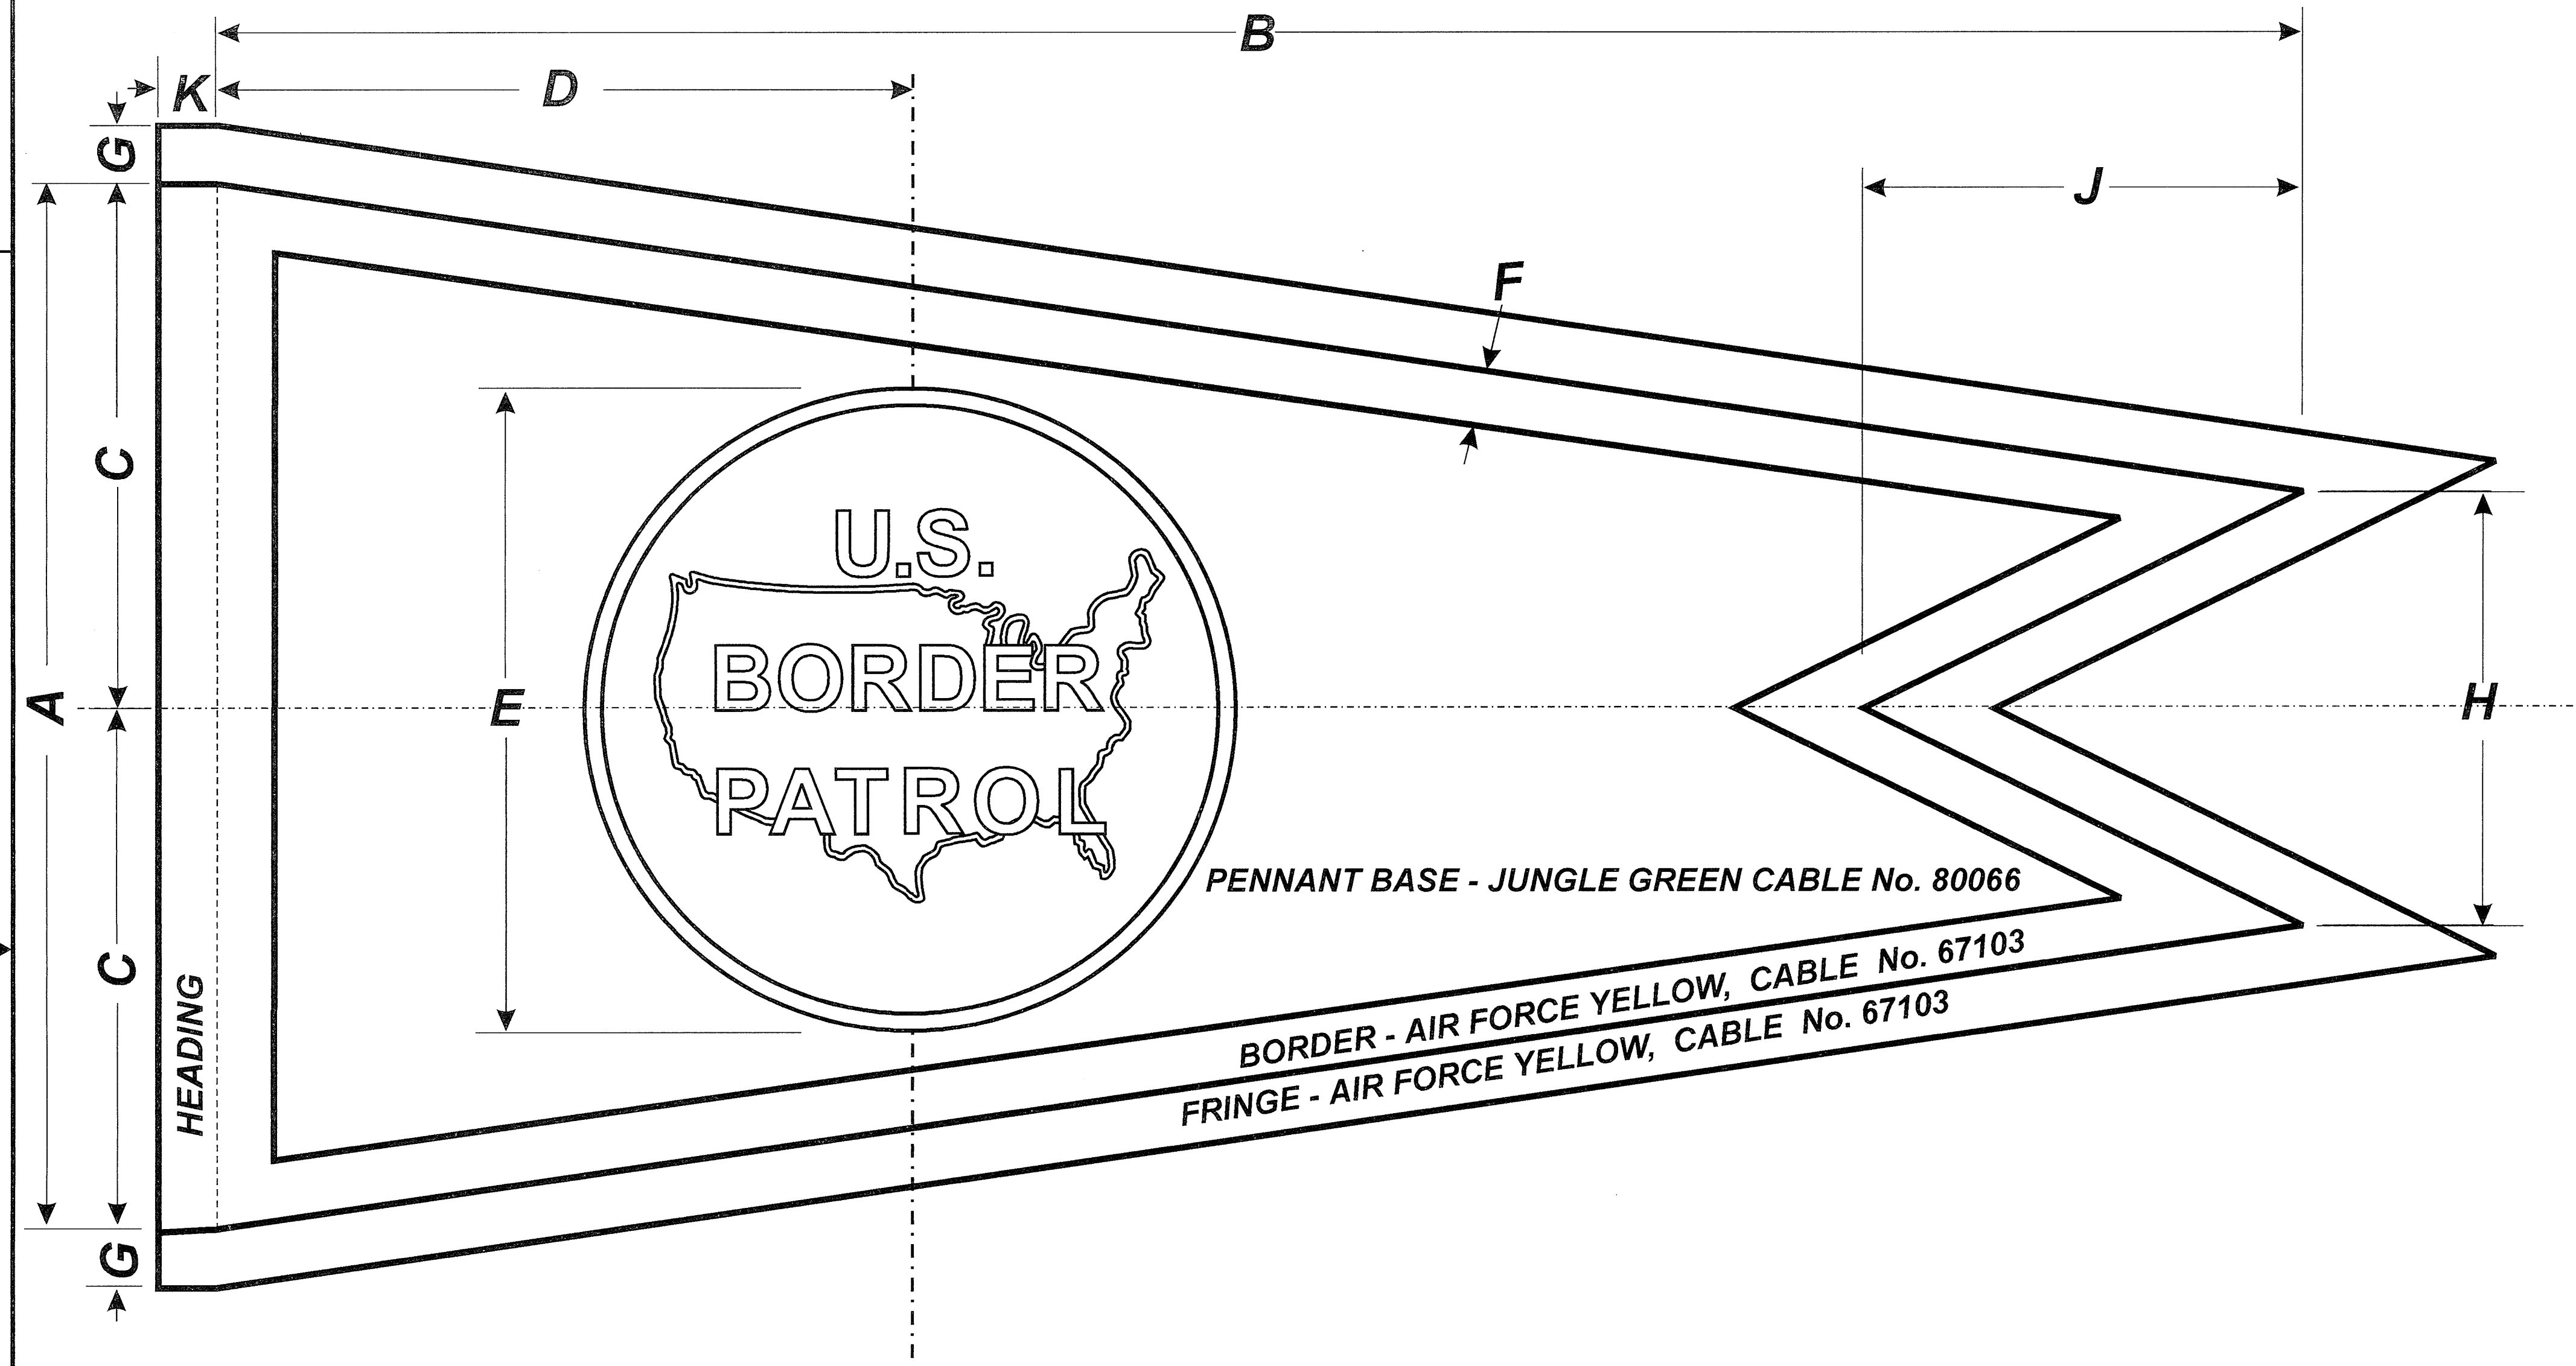 B
K
D
G
J
F
C
U.S.
BORDER
A
E
H
PATROL
PENNANT BASE - JUNGLE GREEN CABLE No. 80066
C
HEADING
BORDER - AIR FORCE YELLOW, CABLE No. 67103
FRINGE - AIR FORCE YELLOW, CABLE No. 67103
G